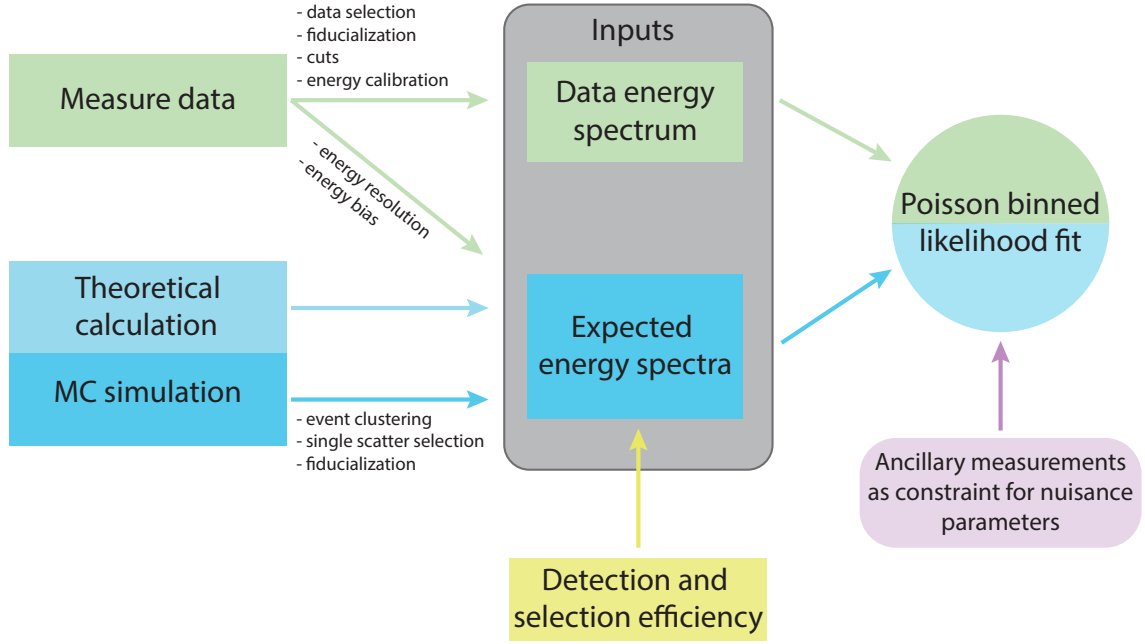 - data selection
- fiducialization
- cuts
- energy calibration
Measure data
- energy resolution
- energy bias
Theoretical
calculation
MC simulation
- event clustering
- single scatter selection
- fiducialization
Inputs
Data energy
spectrum
Expected
energy spectra
Detection and
selection efficiency
Poisson binned
likelihood fit
Ancillary measurements
as constraint for nuisance
parameters